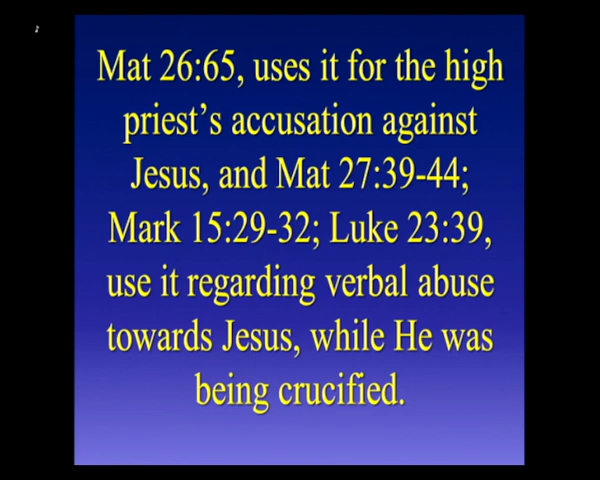 Mat 26:65, uses it for the high
priest’s accusation against
Jesus, and Mat 27:39-44;
Mark 15:29-32; Luke 23:39,
use it regarding verbal abuse
towards Jesus, while He was
being crucified.